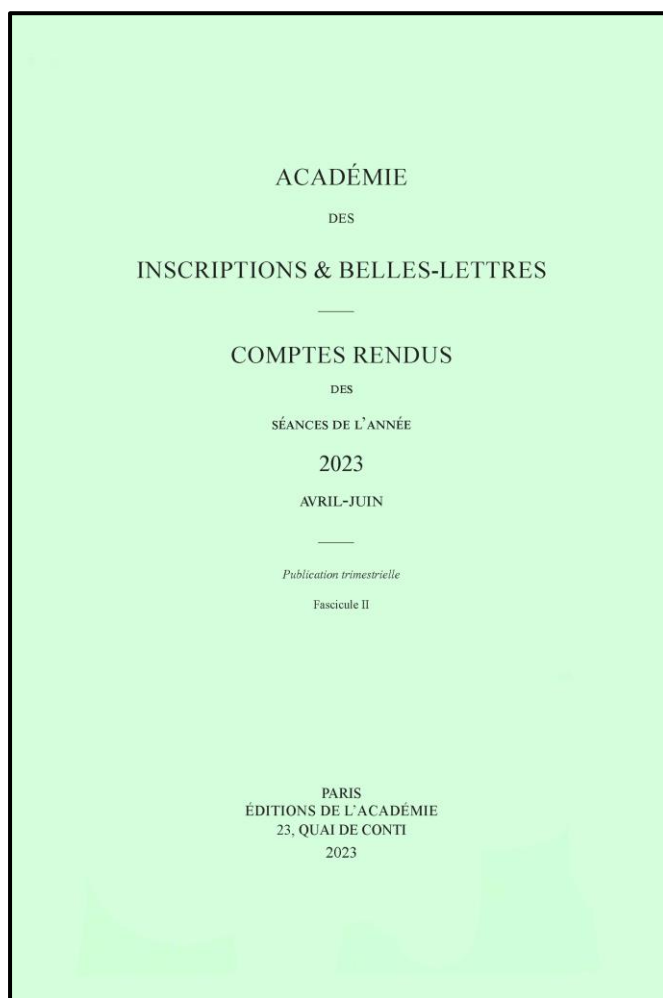 ACADÉMIE
DES
INSCRIPTIONS & BELLES-LETTRES
COMPTES RENDUS
DES
SÉANCES DE L'ANNÉE
2023
AVRIL-JUIN
Publication trimestrielle
Fascicule II
PARIS
ÉDITIONS DE L'ACADÉMIE
23, QUAI DE CONTI
2023